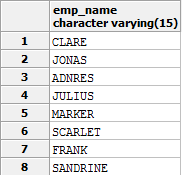 emp_name
character varying(15)
1 CLARE
2 JONAS
3 ADNRES
4 JULIUS
5 MARKER
6 SCARLET
7 FRANK
8 SANDRINE